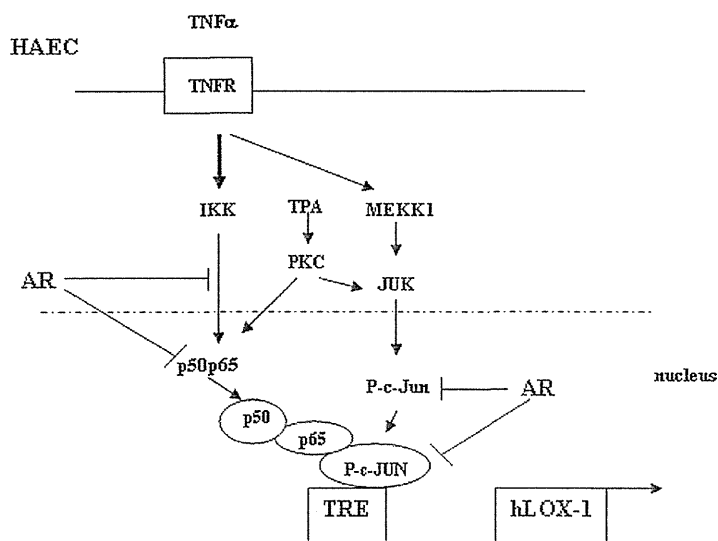 TNFα
HAEC
TNFR
IKK
TPA
MEKK1
PKC
JUK
AR
p50p65
P-c-Jun
AR
nucleus
p50
p65
P-c-JUN
TRE
hLOX-1